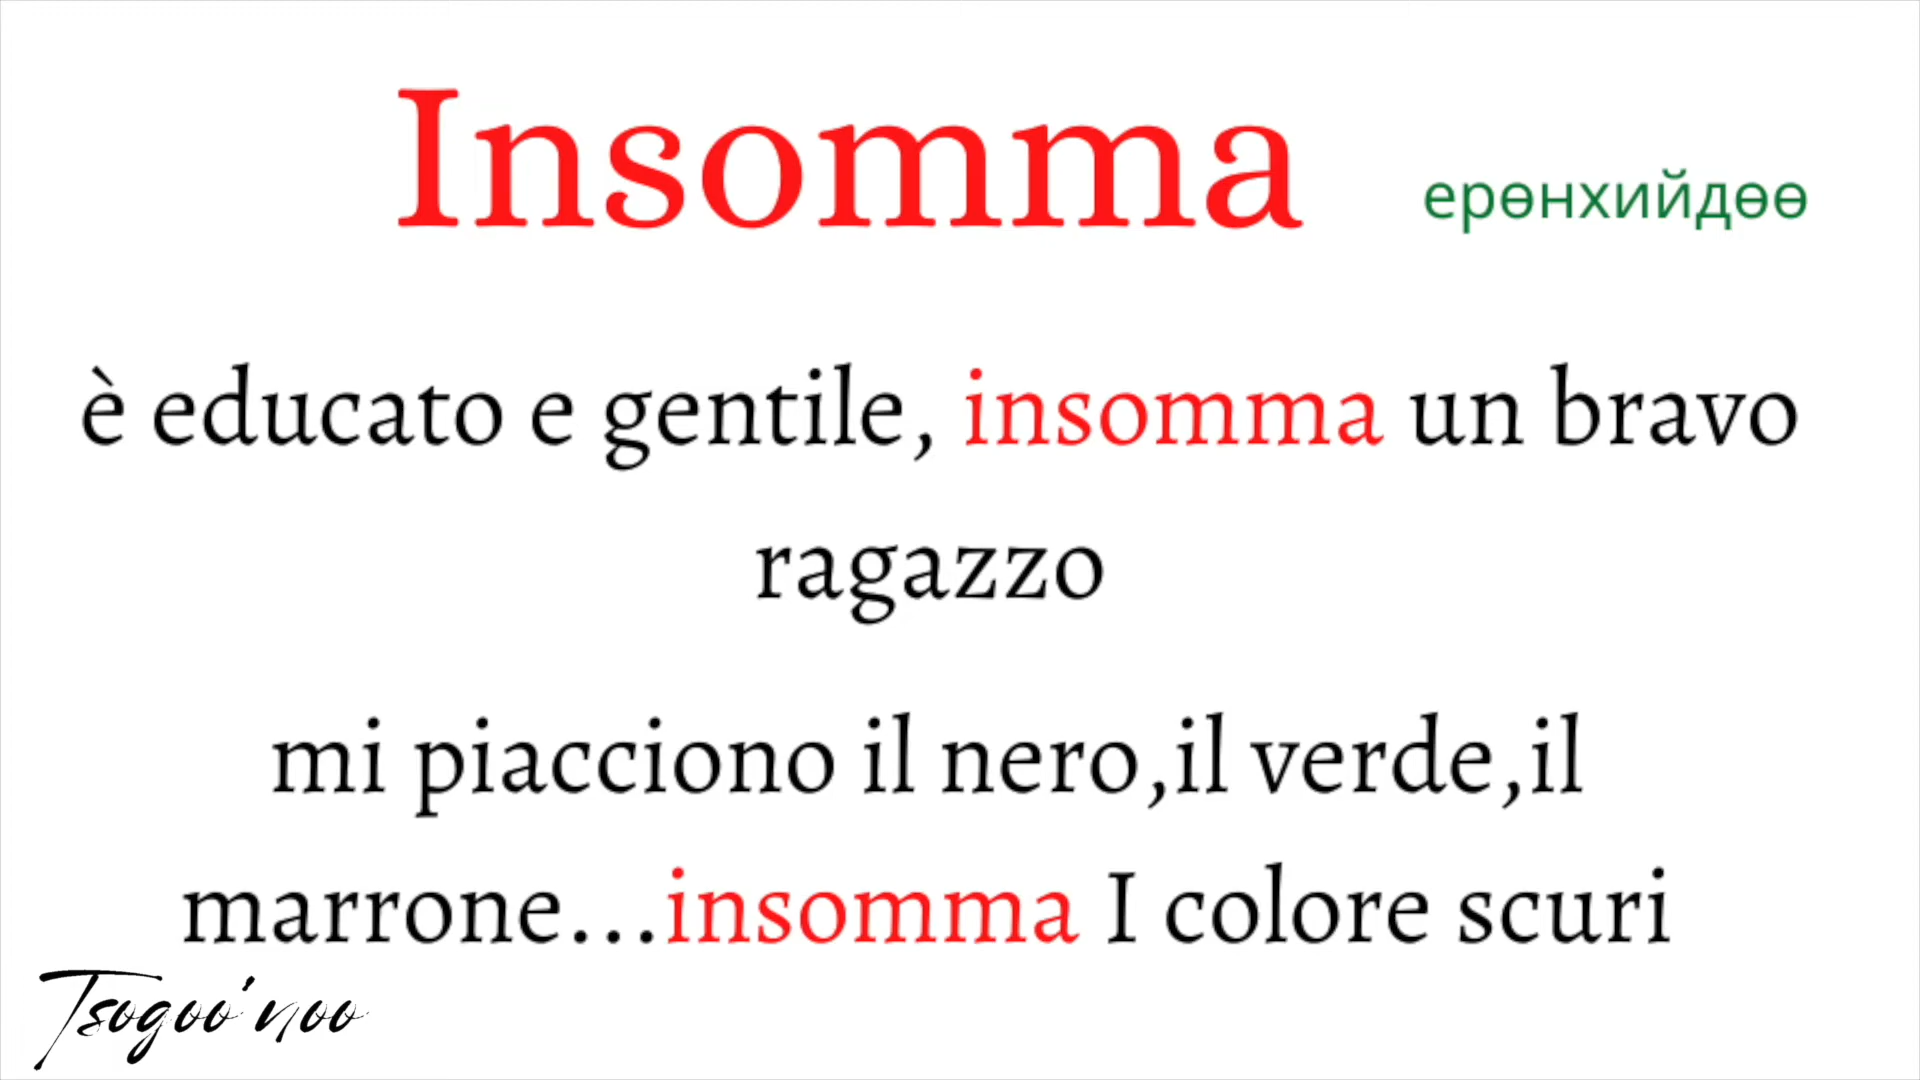 Insomma ерөнхийдөө
è educato e gentile, insomma un bravo
ragazzo
mi piacciono il nero,il verde,il
marrone...insomma I colore scuri
Tsogoo'noo